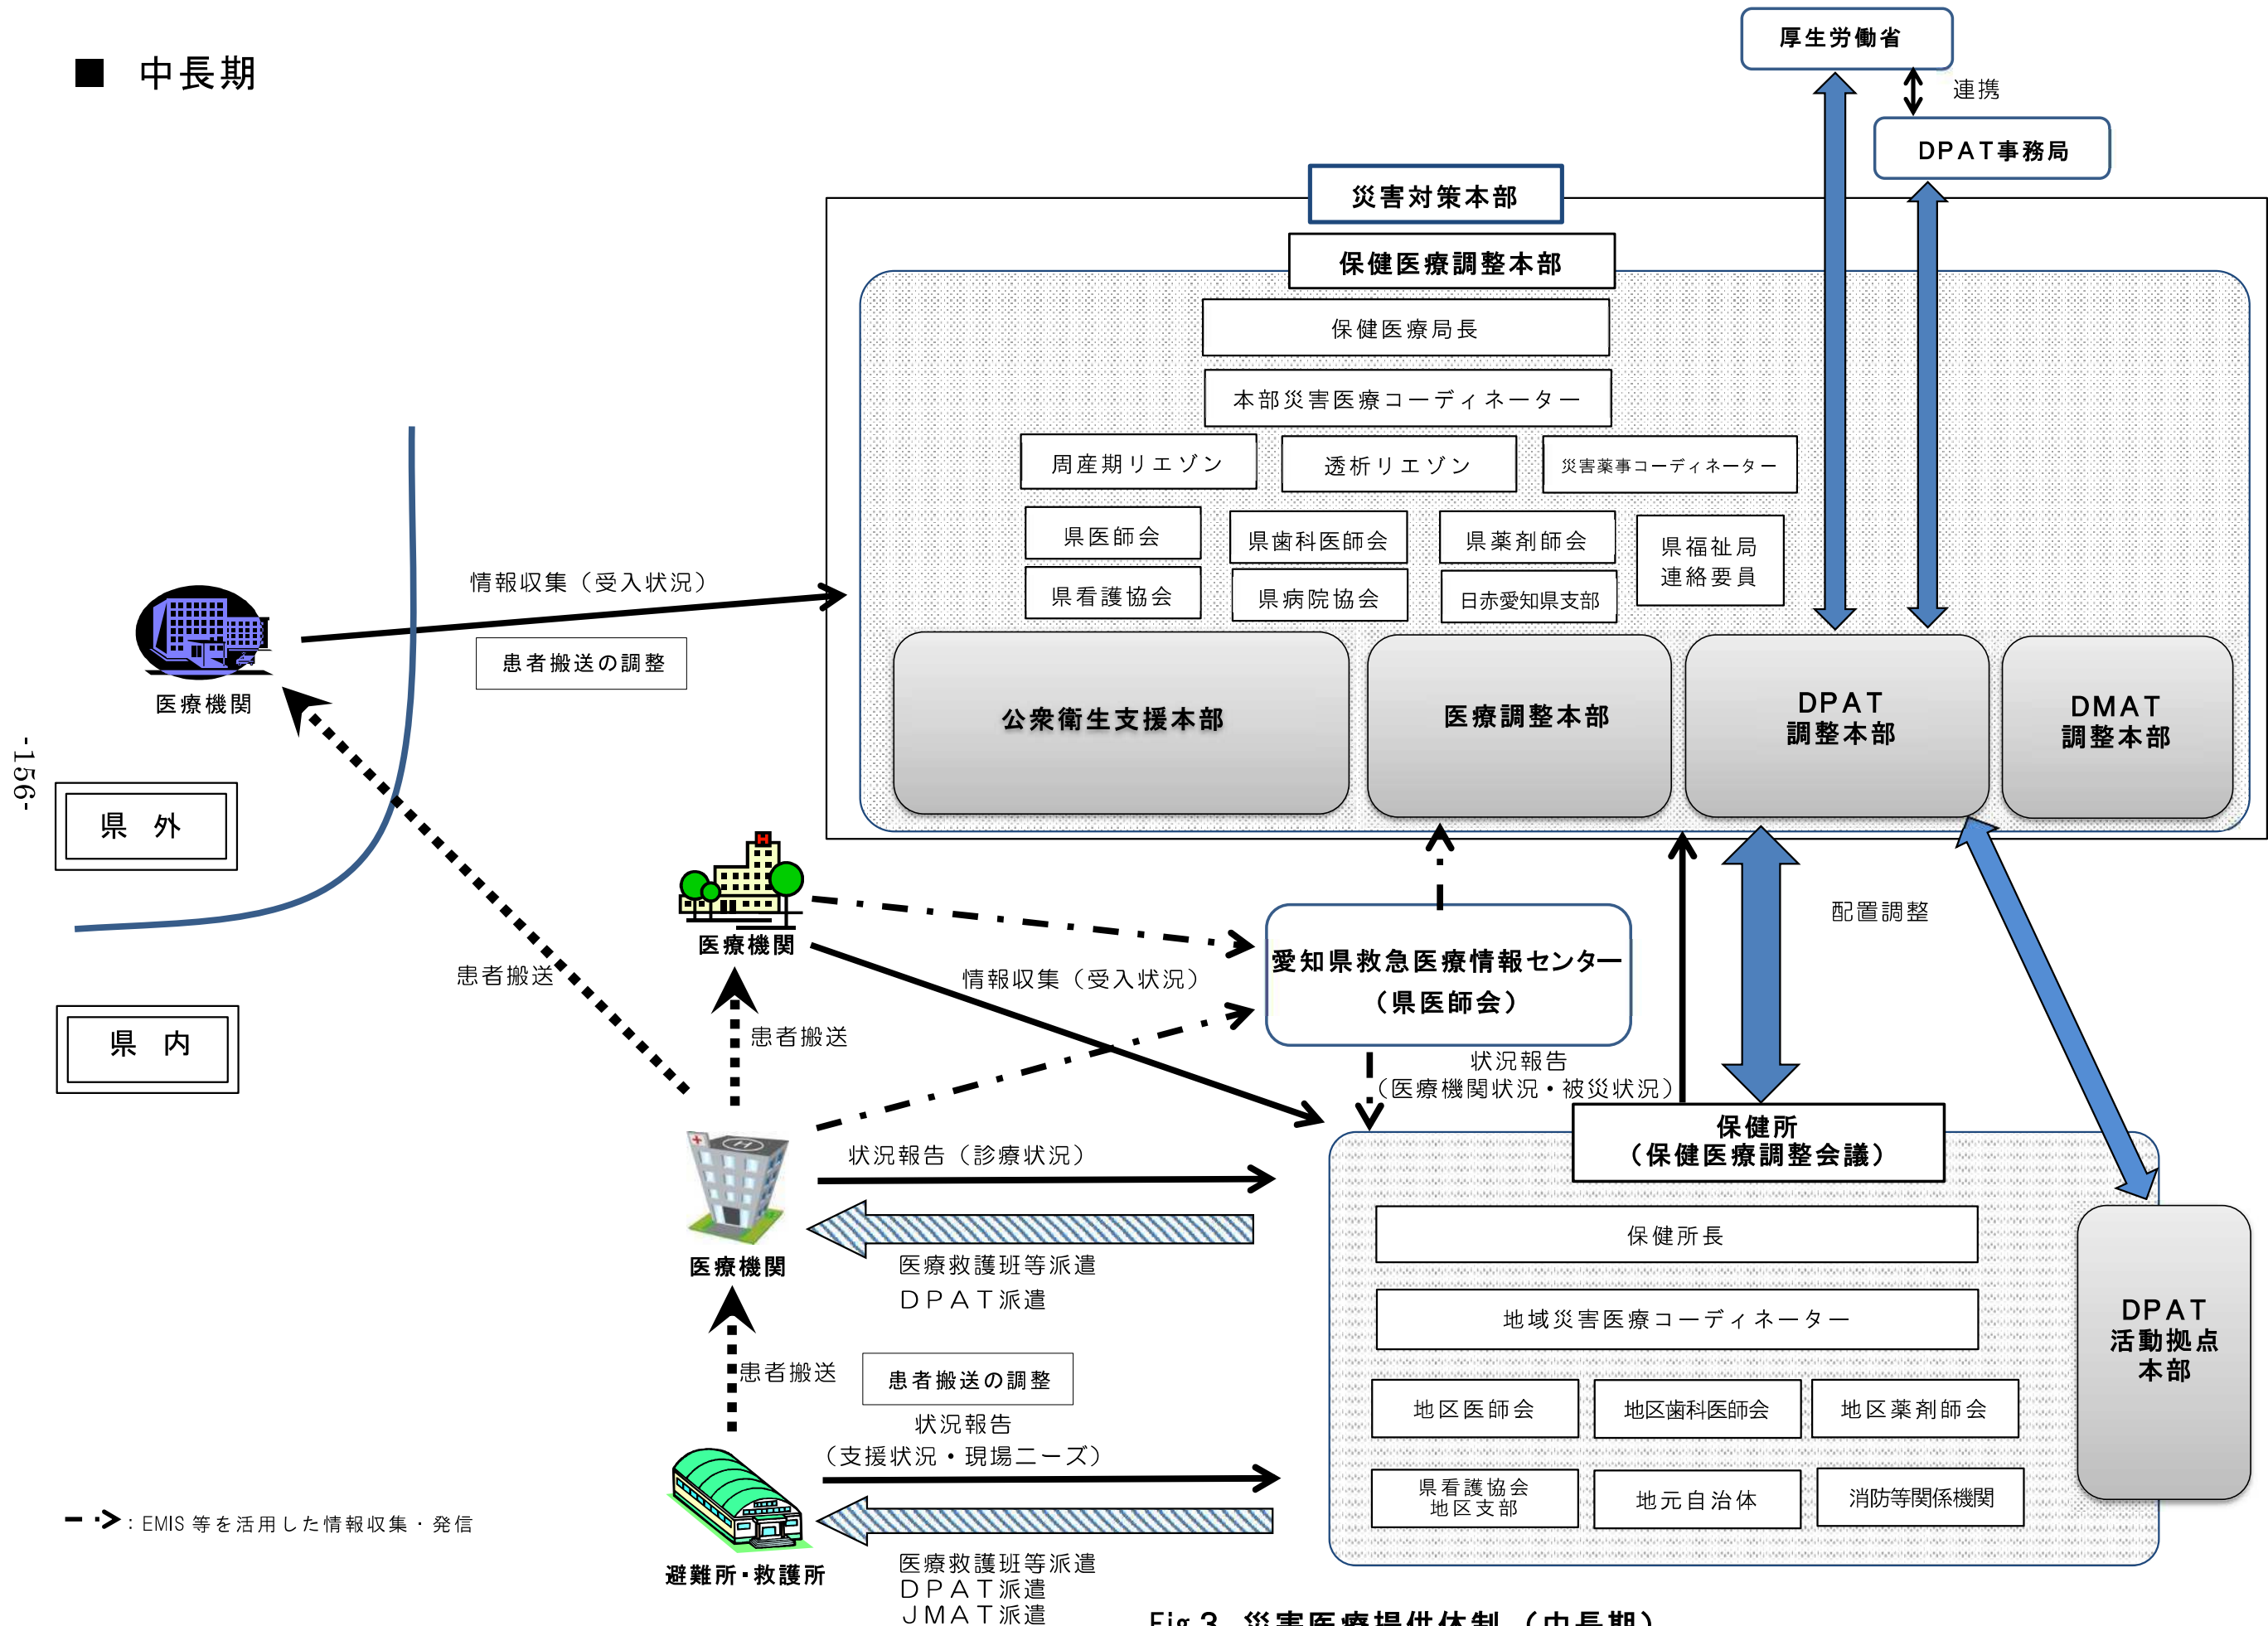 ■ 中長期
厚生労働省
連携
DPAT事務局
災害対策本部
保健医療調整本部
保健医療局長
本部災害医療コーディネーター
周産期リエゾン
透析リエゾン
災害薬事コーディネーター
県医師会
県歯科医師会
県薬剤師会
県福祉局
連絡要員
県看護協会
県病院協会
日赤愛知県支部
公衆衛生支援本部
医療調整本部
DPAT
調整本部
DMAT
調整本部
情報収集（受入状況）
患者搬送の調整
医療機関
-156-
県 外
県 内
患者搬送
医療機関
患者搬送
情報収集（受入状況）
愛知県救急医療情報センター
（県医師会）
配置調整
状況報告
（医療機関状況・被災状況）
保健所
（保健医療調整会議）
保健所長
地域災害医療コーディネーター
地区医師会
地区歯科医師会
地区薬剤師会
県看護協会
地区支部
地元自治体
消防等関係機関
DPAT
活動拠点
本部
医療機関
状況報告（診療状況）
医療救護班等派遣
ＤＰＡＴ派遣
患者搬送
患者搬送の調整
状況報告
（支援状況・現場ニーズ）
避難所・救護所
医療救護班等派遣
ＤＰＡＴ派遣
ＪＭＡＴ派遣
：EMIS 等を活用した情報収集・発信
Fig.3 災害医療提供体制（中長期）